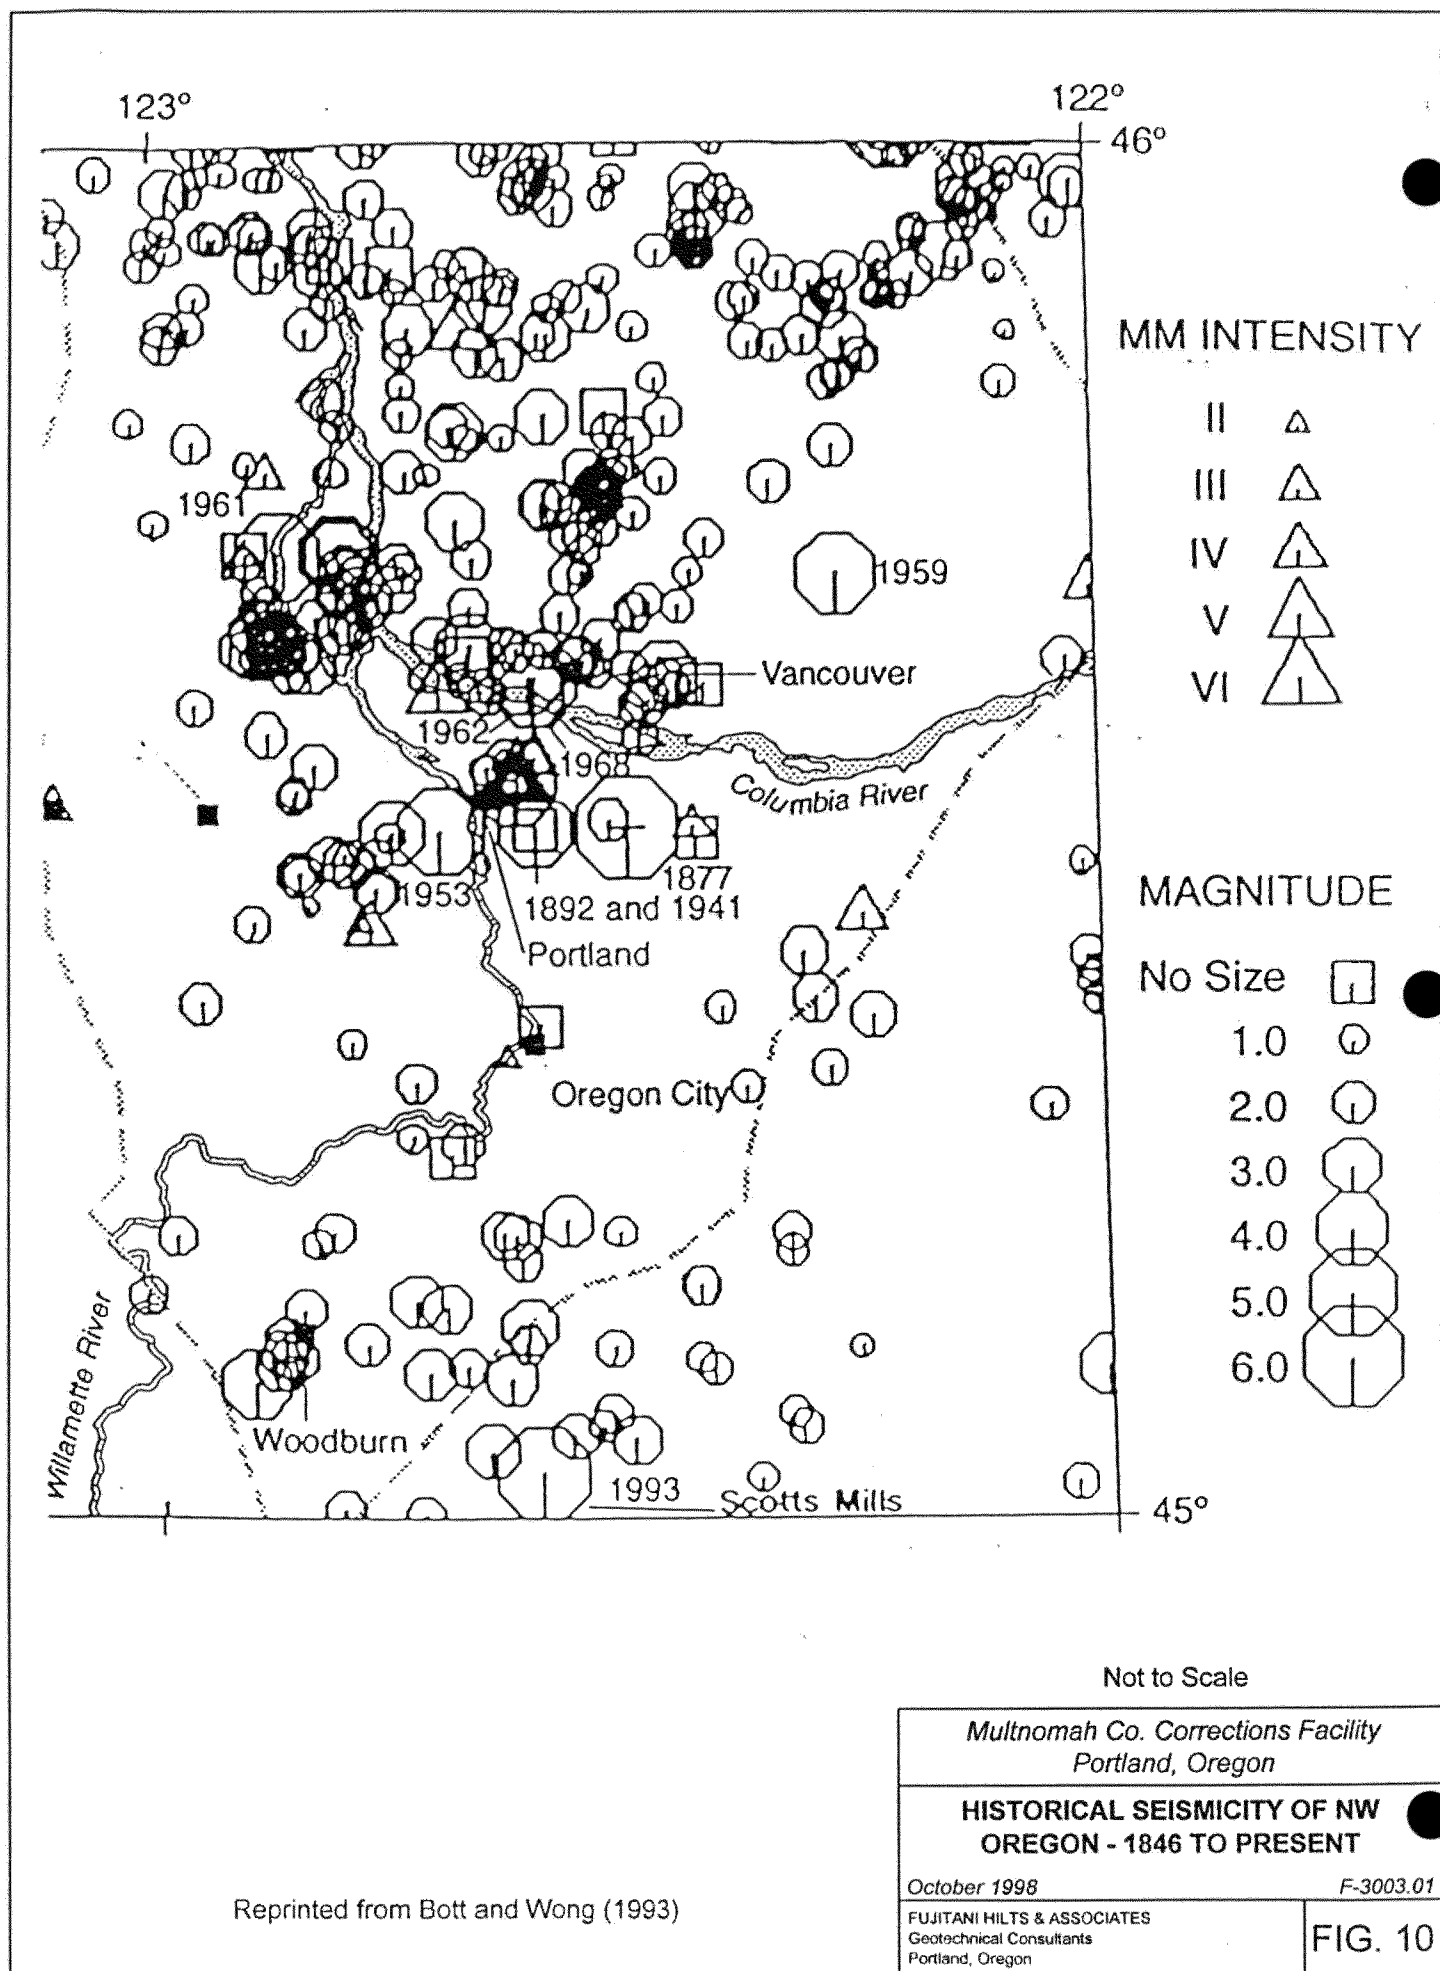 123°
122°
46°
MM INTENSITY
II
III
IV
V
VI
1961
1959
Vancouver
1962
1968
Columbia River
1953
1877
1892 and 1941
Portland
MAGNITUDE
No Size
1.0
2.0
3.0
4.0
5.0
6.0
Oregon City
Willamette River
Woodburn
1993
Scotts Mills
45°
Not to Scale
Multnomah Co. Corrections Facility
Portland, Oregon
HISTORICAL SEISMICITY OF NW
OREGON - 1846 TO PRESENT
October 1998
F-3003.01
Reprinted from Bott and Wong (1993)
FUJITANI HILTS & ASSOCIATES
Geotechnical Consultants
Portland, Oregon
FIG. 10